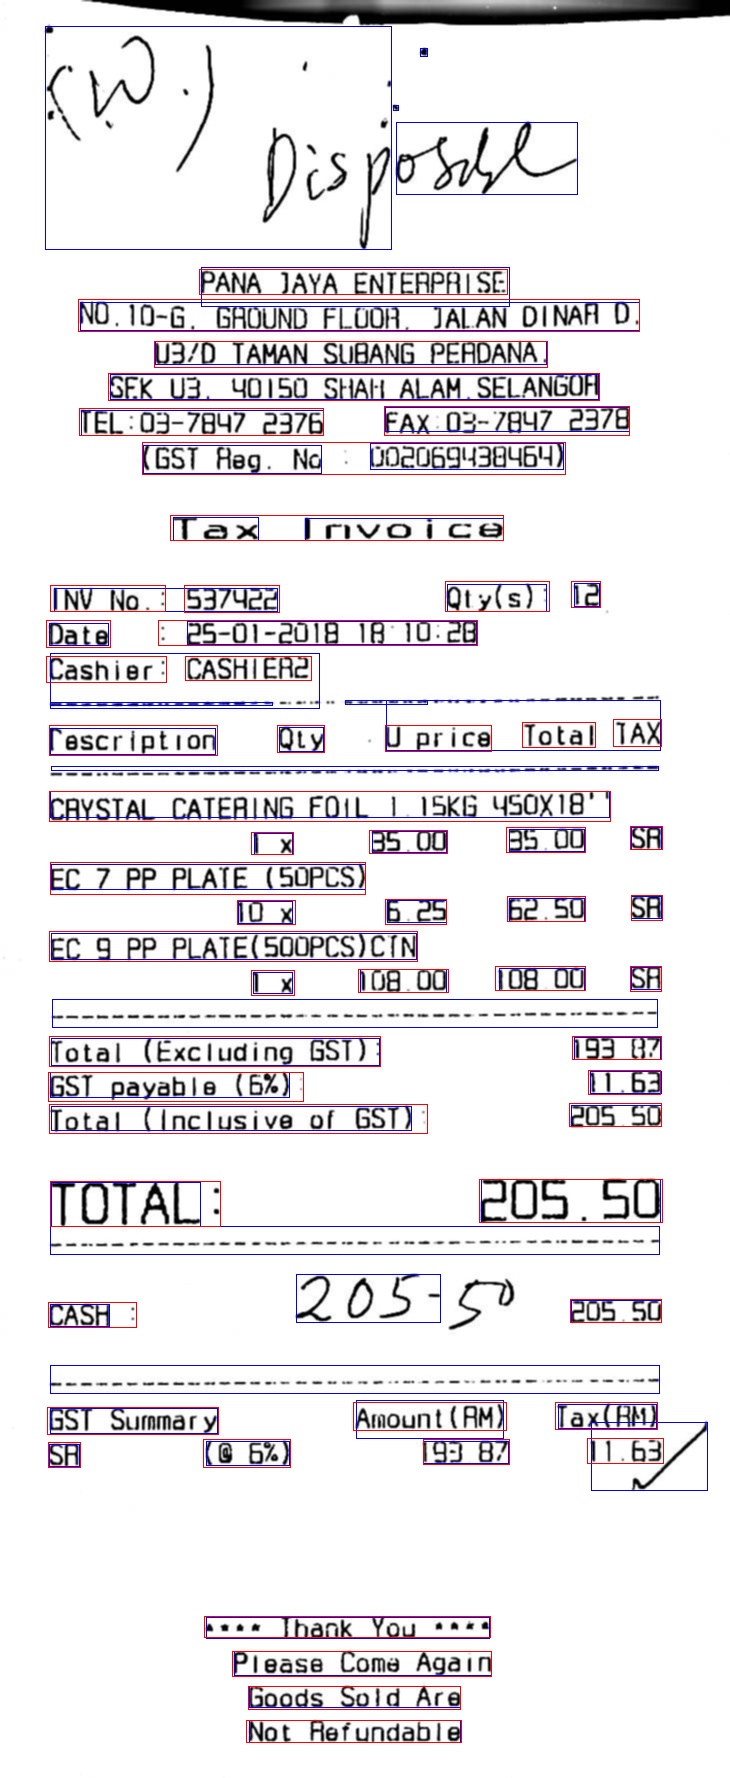 (W.)
Disposable
PANA JAYA ENTERPRISE
NO.10-G, GROUND FLOOR, JALAN DINAR D,
U3/D TAMAN SUBANG PERDANA,
SEK U3, 40150 SHAH ALAM,SELANGOR
TEL:03-7847 2376 FAX:03-7847 2378
(GST Reg. No : 002069438464)
Tax Invoice
INV No.: 537422 Qty(s): 12
Date : 25-01-2018 18:10:28
Cashier: CASHIER2
Description Qty U price Total TAX
CRYSTAL CATERING FOIL 1.15KG 450X18''
1 x 35.00 35.00 SR
EC 7 PP PLATE (50PCS)
10 x 6.25 62.50 SR
EC 9 PP PLATE(500PCS)CTN
1 x 108.00 108.00 SR
Total (Excluding GST): 193.87
GST payable (6%) : 11.63
Total (Inclusive of GST) : 205.50
TOTAL : 205.50
205-50
CASH : 205.50
GST Summary Amount(RM) Tax(RM)
SR (@ 6%) 193.87 11.63
**** Thank You ****
Please Come Again
Goods Sold Are
Not Refundable